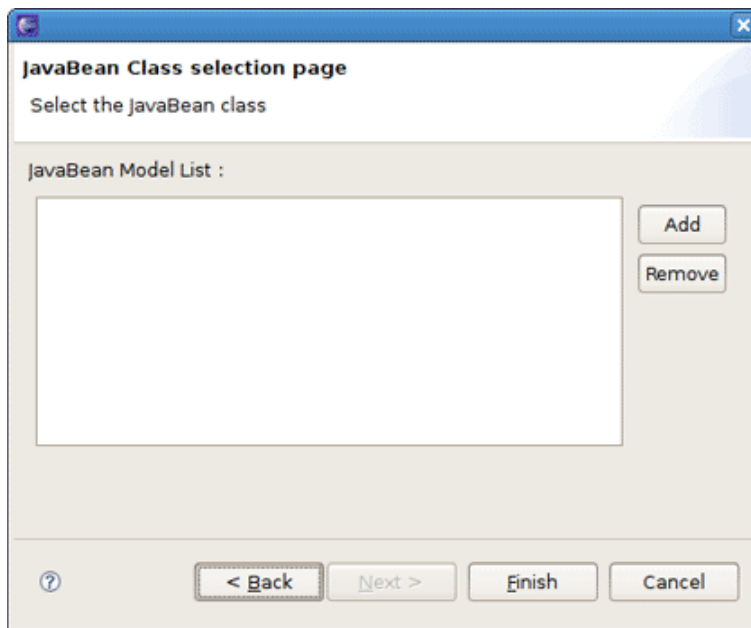 JavaBean Class selection page
Select the JavaBean class
JavaBean Model List :
Add
Remove
?
< Back
Next >
Finish
Cancel